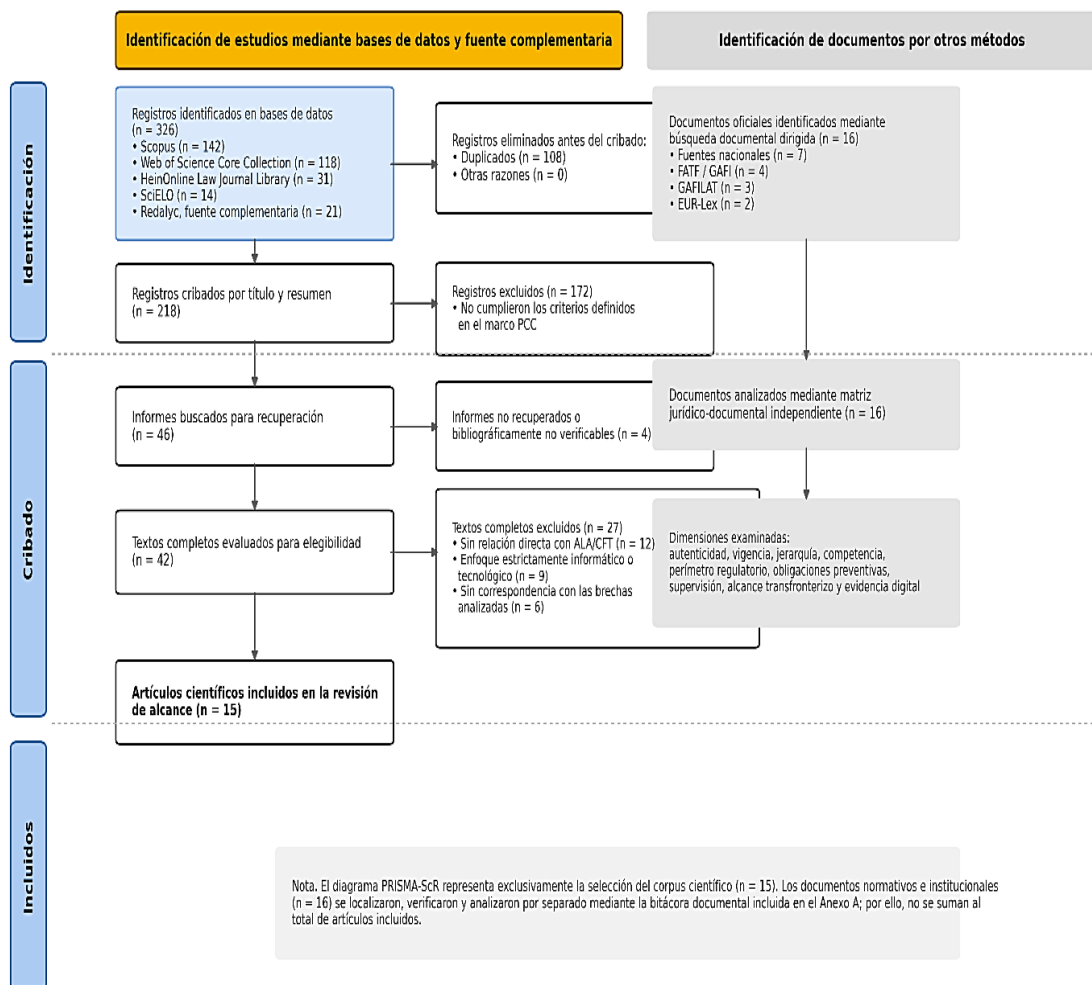 Identificación de estudios mediante bases de datos y fuente complementaria
Identificación de documentos por otros métodos
Identificación
Registros identificados en bases de datos
(n = 326)
• Scopus (n = 142)
• Web of Science Core Collection (n = 118)
• HeinOnline Law Journal Library (n = 31)
• SciELO (n = 14)
• Redalyc, fuente complementaria (n = 21)
Registros eliminados antes del cribado:
• Duplicados (n = 108)
• Otras razones (n = 0)
Documentos oficiales identificados mediante
búsqueda documental dirigida (n = 16)
• Fuentes nacionales (n = 7)
• FATF / GAFI (n = 4)
• GAFILAT (n = 3)
• EUR-Lex (n = 2)
Registros cribados por título y resumen
(n = 218)
Registros excluidos (n = 172)
• No cumplieron los criterios definidos
en el marco PCC
Cribado
Informes buscados para recuperación
(n = 46)
Informes no recuperados o
bibliográficamente no verificables (n = 4)
Documentos analizados mediante matriz
jurídico-documental independiente (n = 16)
Textos completos evaluados para elegibilidad
(n = 42)
Textos completos excluidos (n = 27)
• Sin relación directa con ALA/CFT (n = 12)
• Enfoque estrictamente informático o
tecnológico (n = 9)
• Sin correspondencia con las brechas
analizadas (n = 6)
Dimensiones examinadas:
autenticidad, vigencia, jerarquía, competencia,
perímetro regulatorio, obligaciones preventivas,
supervisión, alcance transfronterizo y evidencia digital
Artículos científicos incluidos en la revisión
de alcance (n = 15)
Incluidos
Nota. El diagrama PRISMA-ScR representa exclusivamente la selección del corpus científico (n = 15). Los documentos normativos e institucionales
(n = 16) se localizaron, verificaron y analizaron por separado mediante la bitácora documental incluida en el Anexo A; por ello, no se suman al
total de artículos incluidos.